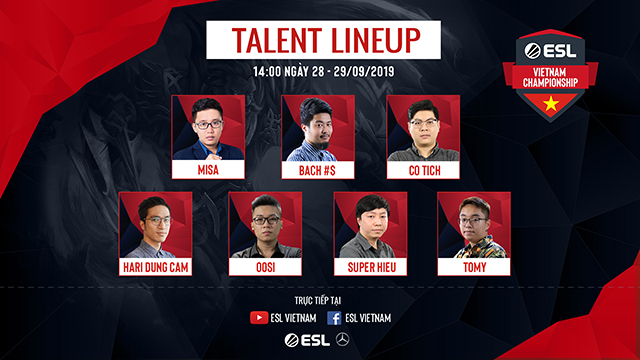 TALENT LINEUP
14:00 NGÀY 28 - 29/09/2019
ESL
VIETNAM
CHAMPIONSHIP
MISA
BACH #$
CO TICH
HARI DUNG CAM
OOSI
SUPER HIEU
TOMY
TRỰC TIẾP TẠI
ESL VIETNAM
ESL VIETNAM
ESL